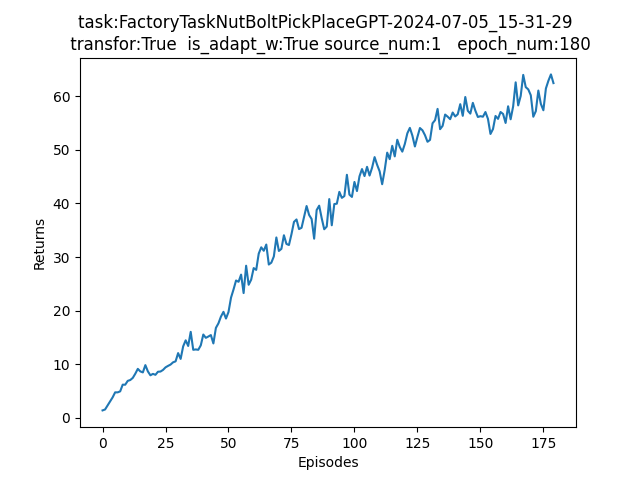 task:FactoryTaskNutBoltPickPlaceGPT-2024-07-05_15-31-29
transfor:True  is_adapt_w:True source_num:1   epoch_num:180
Returns
60
50
40
30
20
10
0
0 25 50 75 100 125 150 175
Episodes